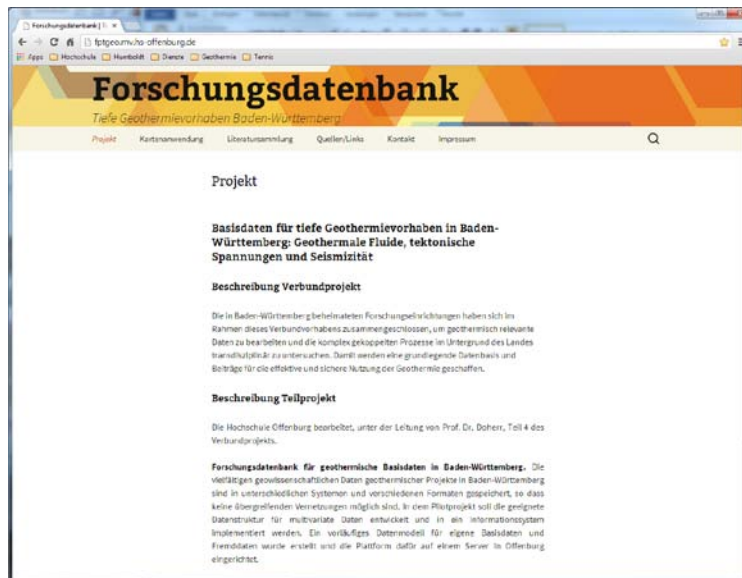 Forschungsdatenbank | T
fptgeo.mv.hs-offenburg.de
Apps Hochschule Humboldt Dienste Geothermie Tennis
Forschungsdatenbank
Tiefe Geothermievorhaben Baden-Württemberg
Projekt Kartenanwendung Literatursammlung Quellen/Links Kontakt Impressum
Projekt
Basisdaten für tiefe Geothermievorhaben in Baden-
Württemberg: Geothermale Fluide, tektonische
Spannungen und Seismizität
Beschreibung Verbundprojekt
Die in Baden-Württemberg beheimateten Forschungseinrichtungen haben sich im
Rahmen dieses Verbundvorhabens zusammengeschlossen, um geothermisch relevante
Daten zu bearbeiten und die komplex gekoppelten Prozesse im Untergrund des Landes
transdisziplinär zu untersuchen. Damit werden eine grundlegende Datenbasis und
Beiträge für die effektive und sichere Nutzung der Geothermie geschaffen.
Beschreibung Teilprojekt
Die Hochschule Offenburg bearbeitet, unter der Leitung von Prof. Dr. Doherr, Teil 4 des
Verbundprojekts.
Forschungsdatenbank für geothermische Basisdaten in Baden-Württemberg. Die
vielfältigen geowissenschaftlichen Daten geothermischer Projekte in Baden-Württemberg
sind in unterschiedlichen Systemen und verschiedenen Formaten gespeichert, so dass
keine übergreifenden Vernetzungen möglich sind. In dem Pilotprojekt soll die geeignete
Datenstruktur für multivariate Daten entwickelt und in ein Informationssystem
implementiert werden. Ein vorläufiges Datenmodell für eigene Basisdaten und
Fremddaten wurde erstellt und die Plattform dafür auf einem Server in Offenburg
eingerichtet.